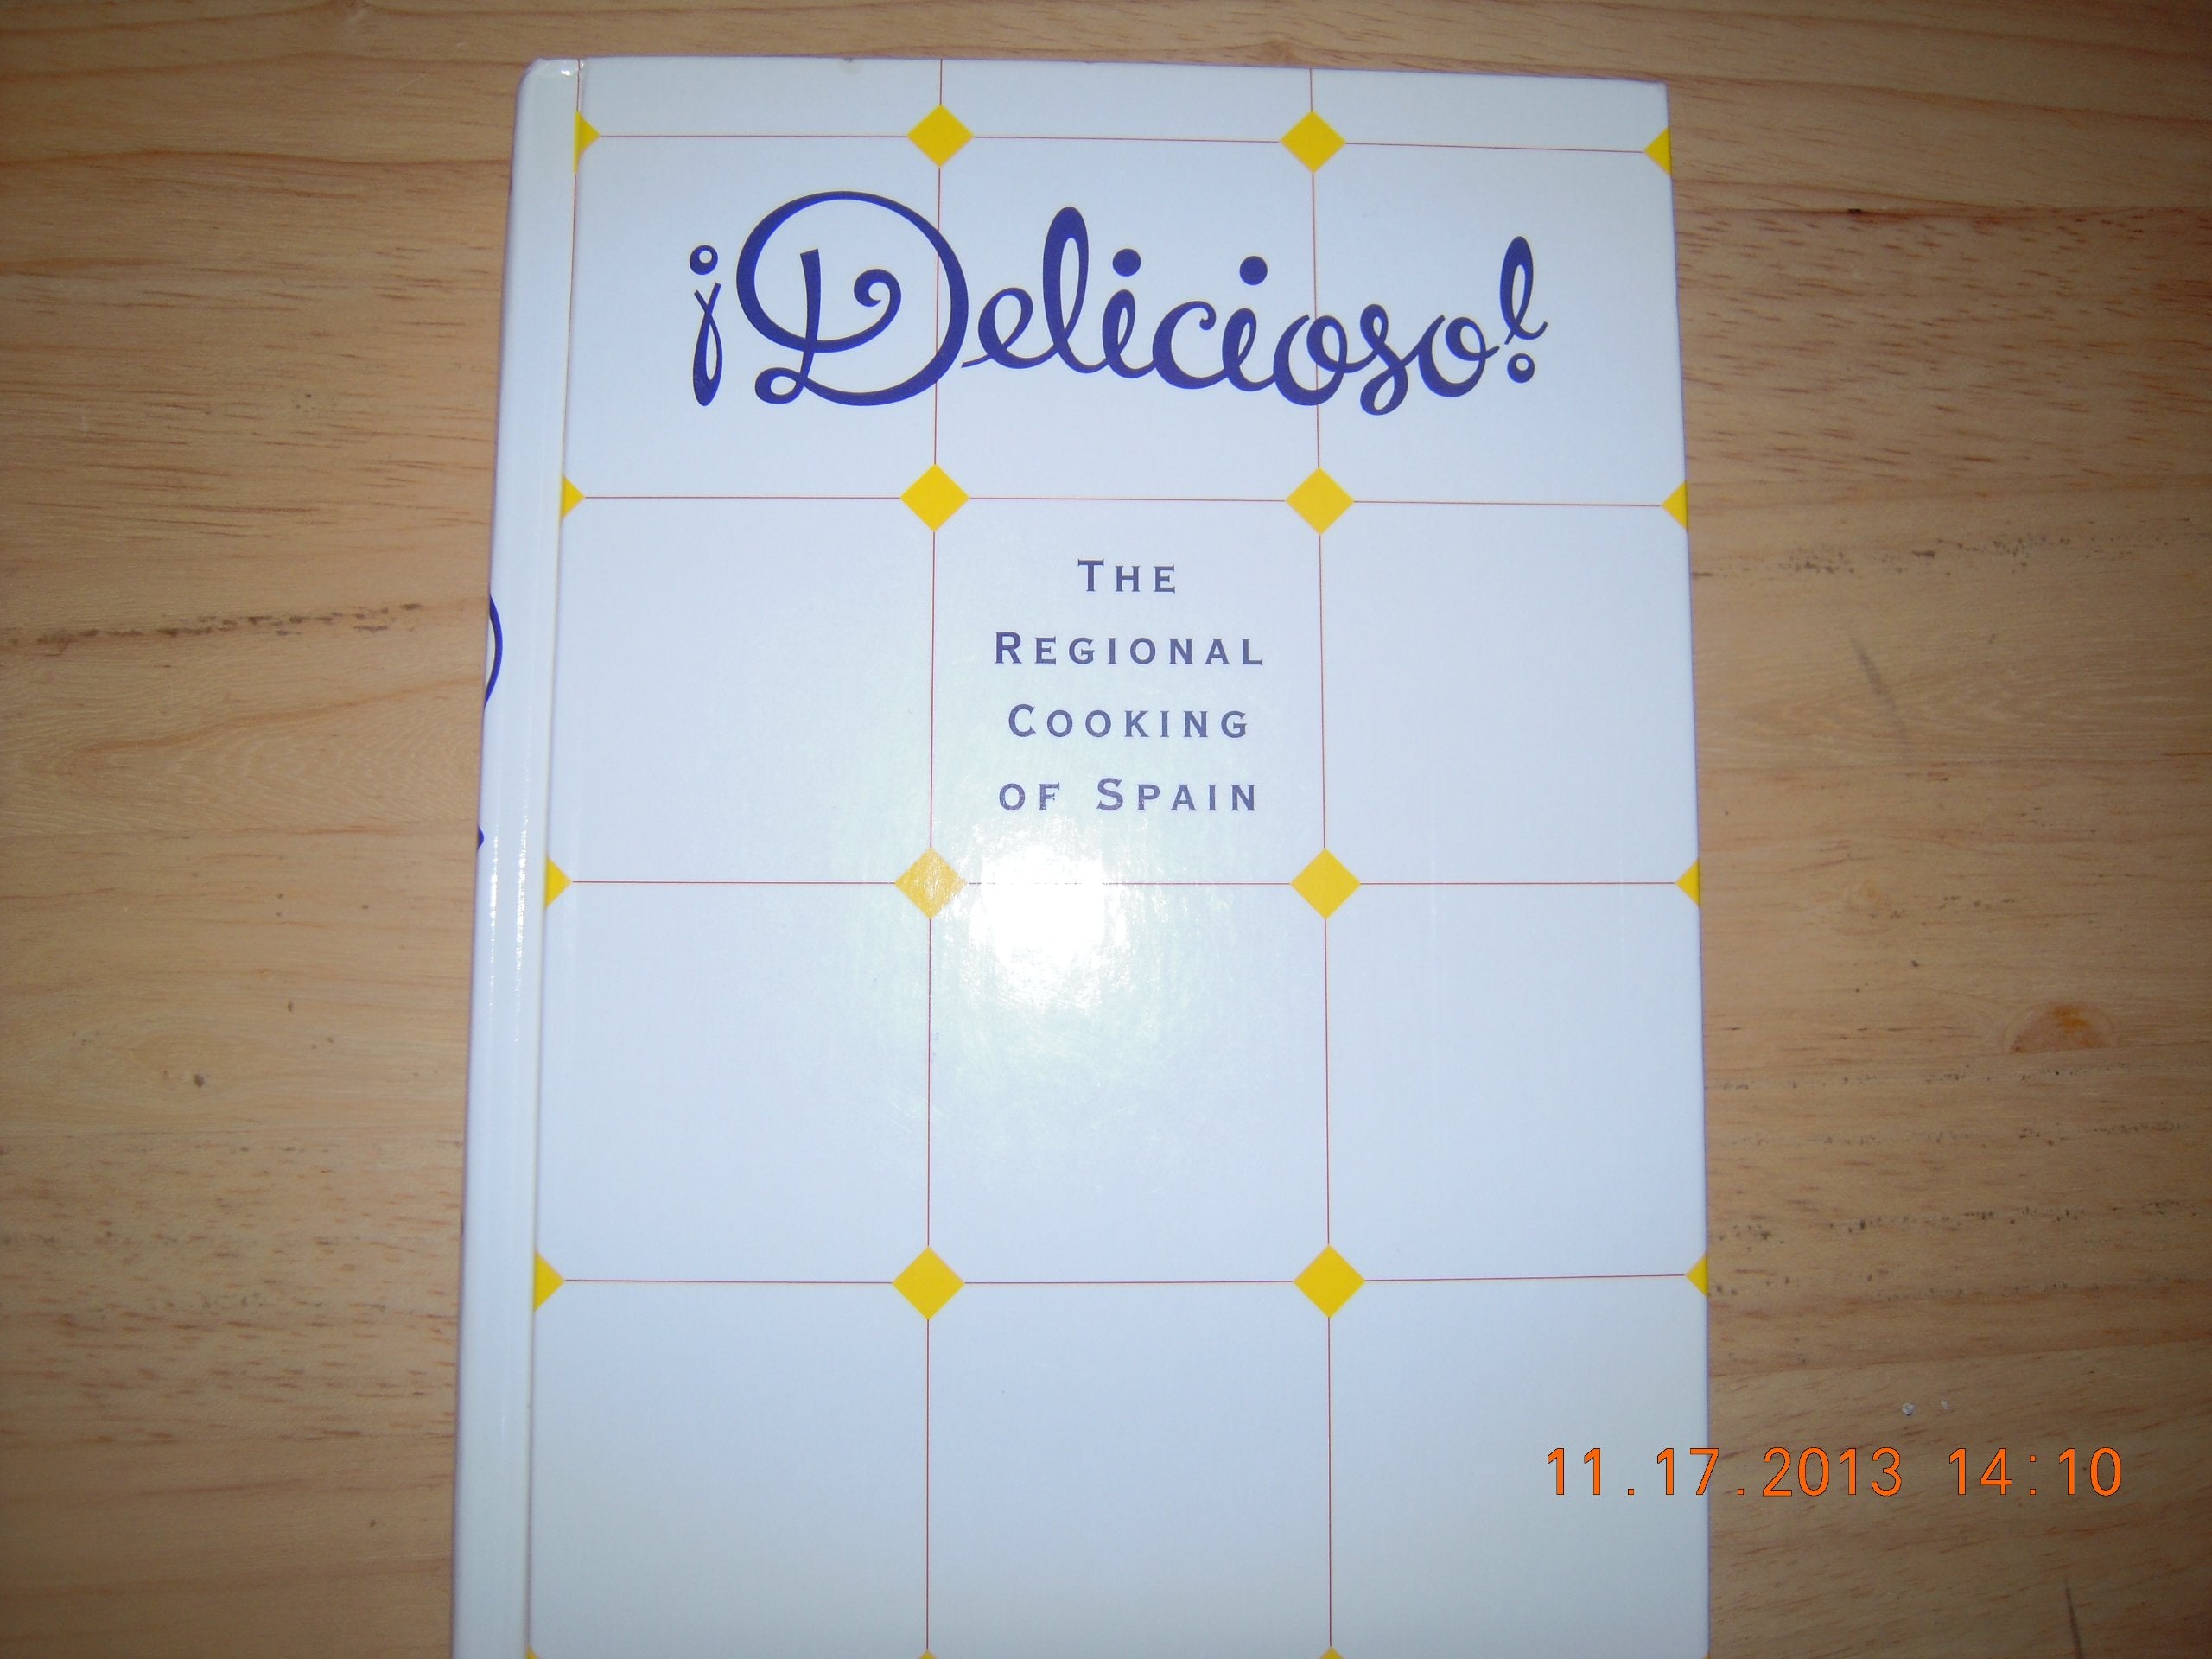 ¡Delicioso!
THE
REGIONAL
COOKING
OF SPAIN
11.17.2013 14:10